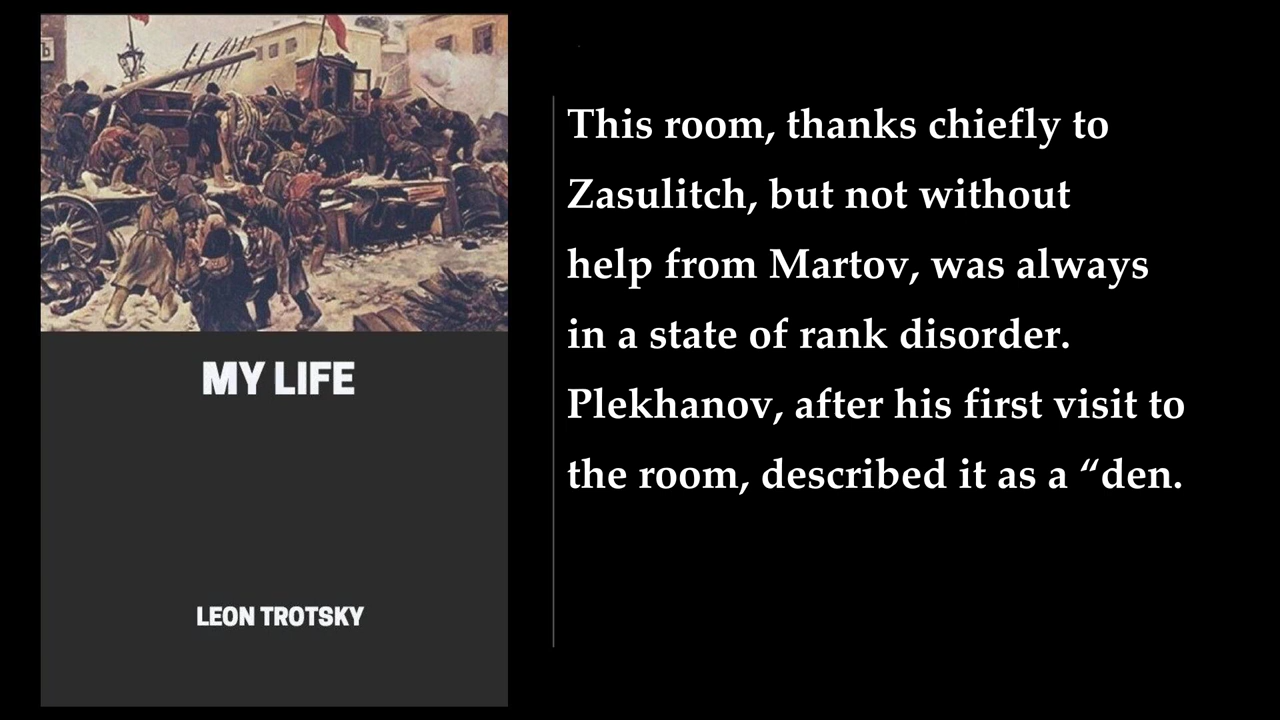 MY LIFE
LEON TROTSKY
This room, thanks chiefly to
Zasulitch, but not without
help from Martov, was always
in a state of rank disorder.
Plekhanov, after his first visit to
the room, described it as a “den.